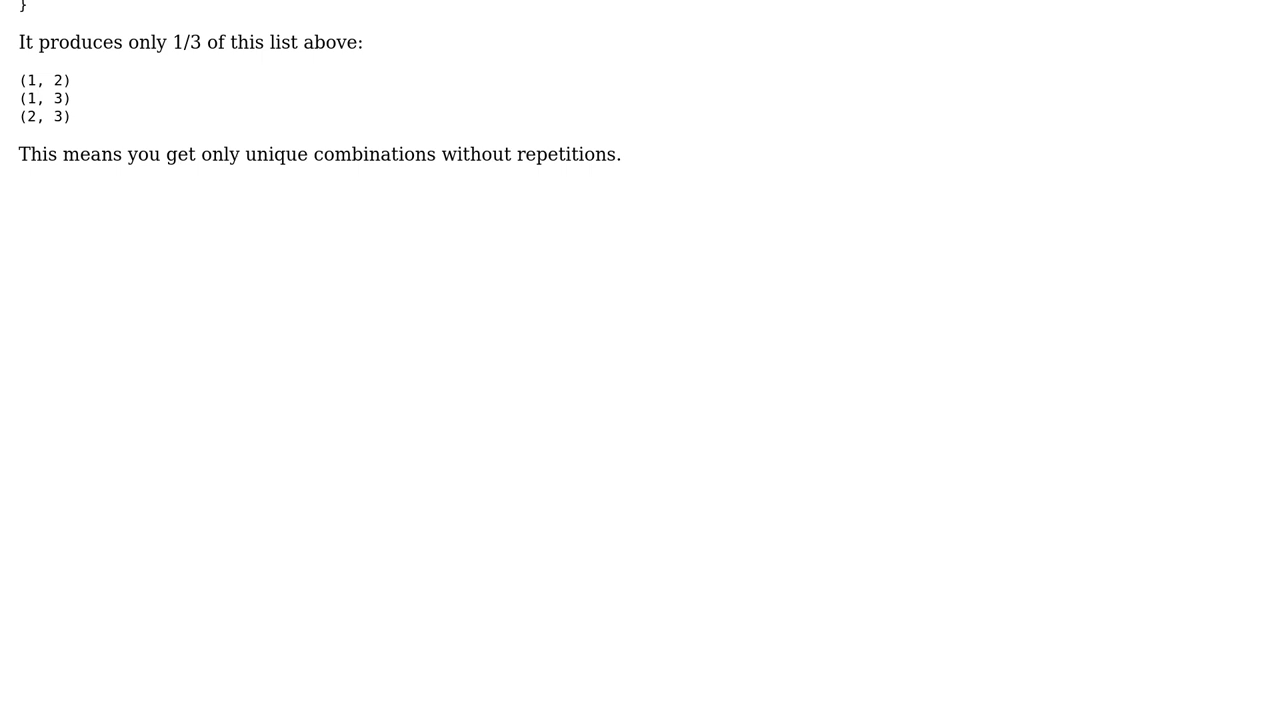 }
It produces only 1/3 of this list above:
(1, 2)
(1, 3)
(2, 3)
This means you get only unique combinations without repetitions.